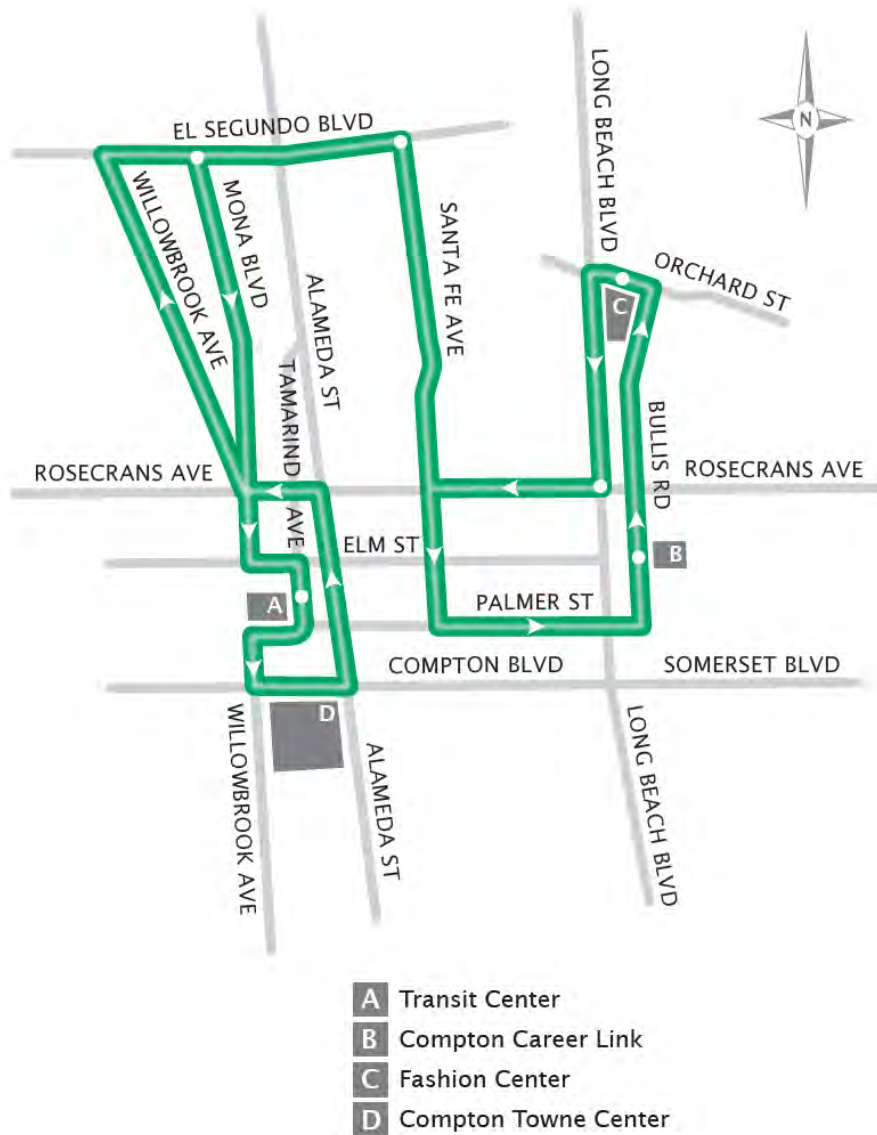 LONG BEACH BLVD
N
EL SEGUNDO BLVD
WILLOWBROOK AVE
MONA BLVD
SANTA FE AVE
ORCHARD ST
C
ALAMEDA ST
TAMARIND AVE
BULLIS RD
ROSECRANS AVE
ROSECRANS AVE
ELM ST
B
A
PALMER ST
COMPTON BLVD
SOMERSET BLVD
D
WILLOWBROOK AVE
ALAMEDA ST
LONG BEACH BLVD
A Transit Center
B Compton Career Link
C Fashion Center
D Compton Towne Center